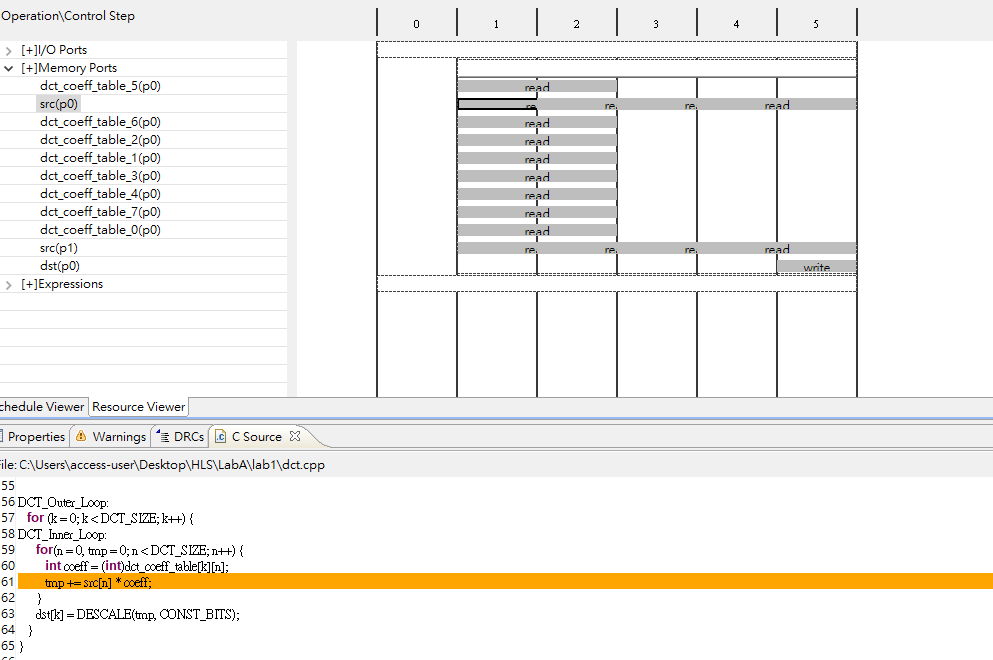 Operation\Control Step
0 1 2 3 4 5
[+]I/O Ports
[+]Memory Ports
dct_coeff_table_5(p0) read
src(p0) re re re read
dct_coeff_table_6(p0) read
dct_coeff_table_2(p0) read
dct_coeff_table_1(p0) read
dct_coeff_table_3(p0) read
dct_coeff_table_4(p0) read
dct_coeff_table_7(p0) read
dct_coeff_table_0(p0) read
src(p1) re re re read
dst(p0) write
[+]Expressions
chedule Viewer Resource Viewer
Properties Warnings DRCs C Source
File: C:\Users\access-user\Desktop\HLS\LabA\lab1\dct.cpp
55
56 DCT_Outer_Loop:
57 for (k = 0; k < DCT_SIZE; k++) {
58 DCT_Inner_Loop:
59 for(n = 0, tmp = 0; n < DCT_SIZE; n++) {
60 int coeff = (int)dct_coeff_table[k][n];
61 tmp += src[n] * coeff;
62 }
63 dst[k] = DESCALE(tmp, CONST_BITS);
64 }
65 }